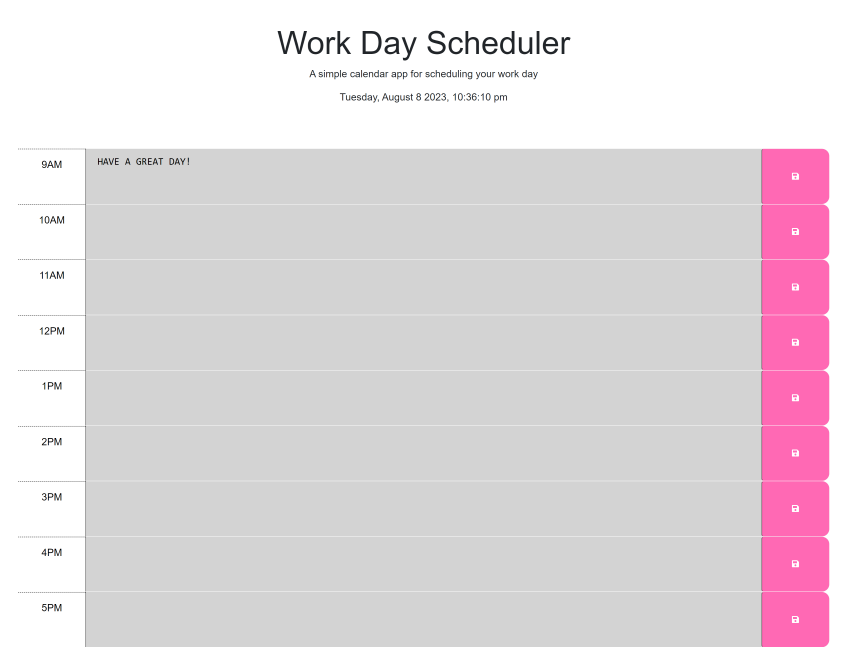 Work Day Scheduler
A simple calendar app for scheduling your work day
Tuesday, August 8 2023, 10:36:10 pm
9AM
HAVE A GREAT DAY!
10AM
11AM
12PM
1PM
2PM
3PM
4PM
5PM